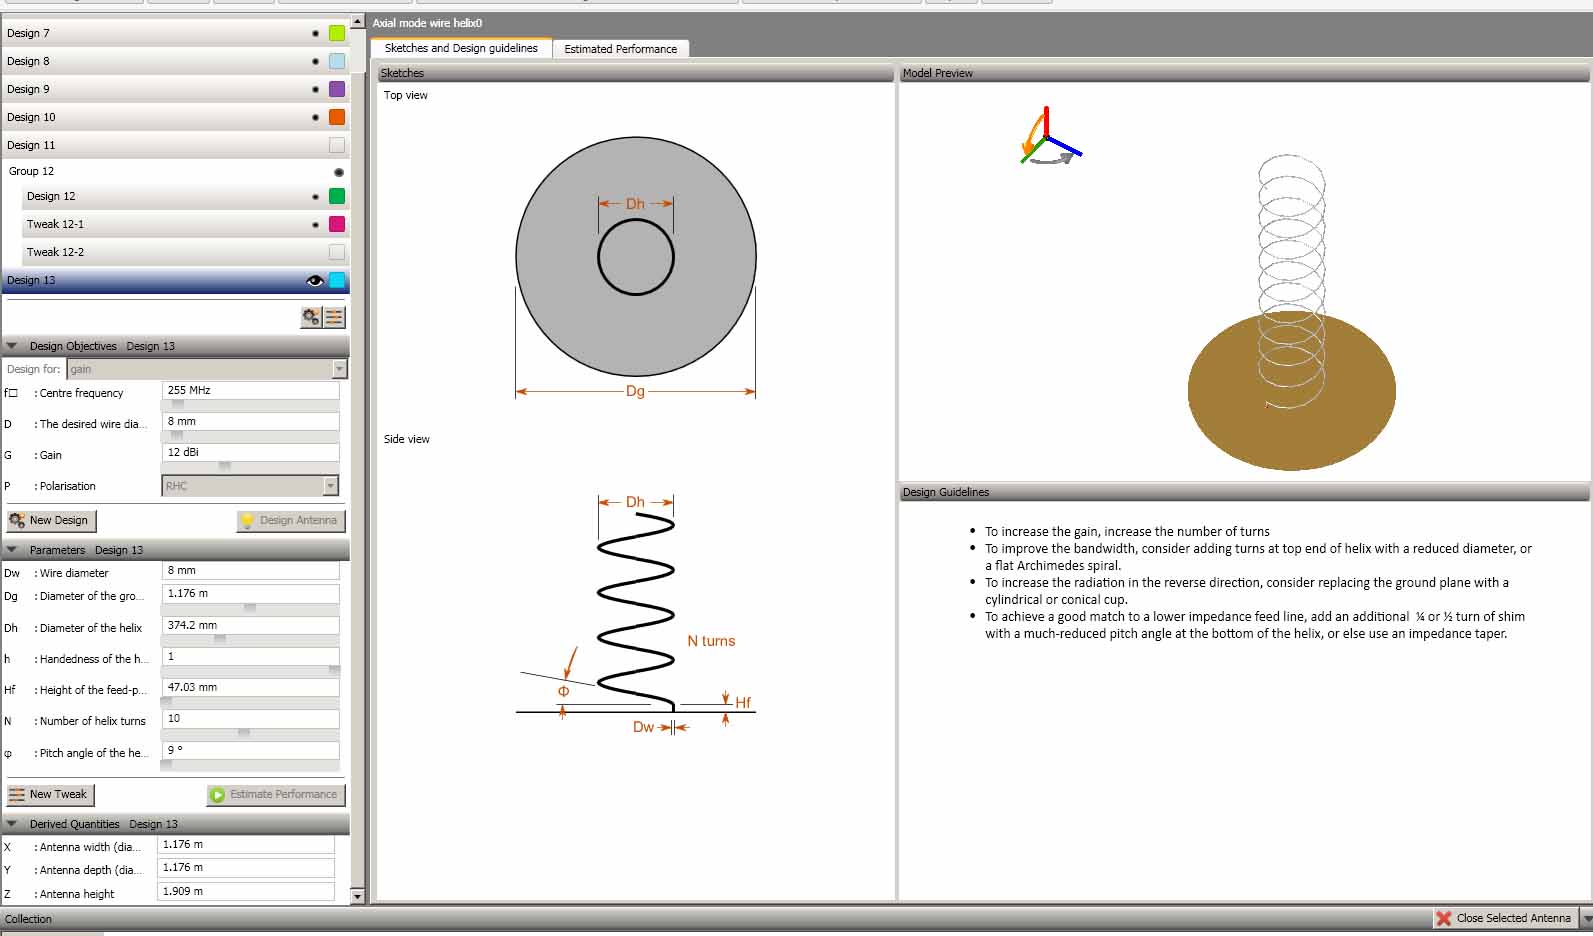 Axial mode wire helix0
Sketches and Design guidelines
Estimated Performance
Design 7
Design 8
Design 9
Design 10
Design 11
Group 12
Design 12
Tweak 12-1
Tweak 12-2
Design 13
Design Objectives Design 13
Design for: gain
f□ : Centre frequency 255 MHz
D : The desired wire dia... 8 mm
G : Gain 12 dBi
P : Polarisation RHC
New Design
Design Antenna
Parameters Design 13
Dw : Wire diameter 8 mm
Dg : Diameter of the gro... 1.176 m
Dh : Diameter of the helix 374.2 mm
h : Handedness of the h... 1
Hf : Height of the feed-p... 47.03 mm
N : Number of helix turns 10
φ : Pitch angle of the he... 9 °
New Tweak
Estimate Performance
Derived Quantities Design 13
X : Antenna width (dia... 1.176 m
Y : Antenna depth (dia... 1.176 m
Z : Antenna height 1.909 m
Sketches
Top view
Dh
Dg
Side view
Dh
N turns
Φ
Hf
Dw
Model Preview
Design Guidelines
• To increase the gain, increase the number of turns
• To improve the bandwidth, consider adding turns at top end of helix with a reduced diameter, or
a flat Archimedes spiral.
• To increase the radiation in the reverse direction, consider replacing the ground plane with a
cylindrical or conical cup.
• To achieve a good match to a lower impedance feed line, add an additional ¼ or ½ turn of shim
with a much-reduced pitch angle at the bottom of the helix, or else use an impedance taper.
Collection
Close Selected Antenna